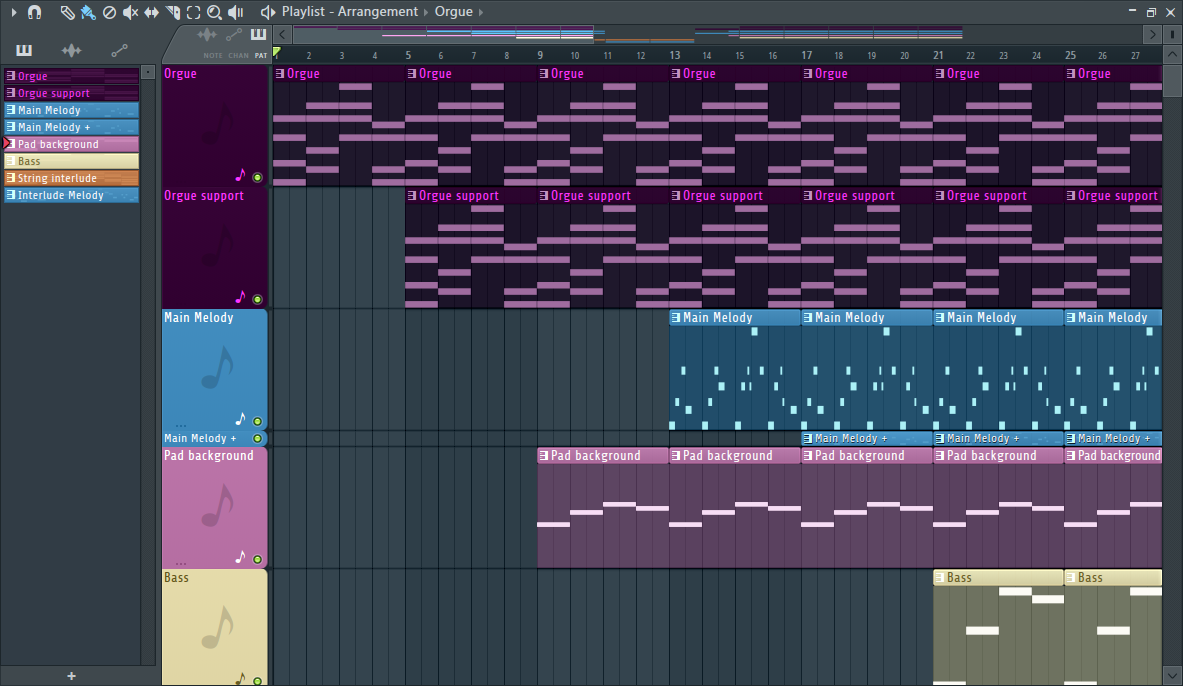 Playlist - Arrangement › Orgue ›
NOTE CHAN PAT
1 2 3 4 5 6 7 8 9 10 11 12 13 14 15 16 17 18 19 20 21 22 23 24 25 26 27
Orgue
Orgue support
Main Melody
Main Melody +
Pad background
Bass
String interlude
Interlude Melody
+
Orgue Orgue Orgue Orgue Orgue Orgue Orgue Orgue
Orgue support Orgue support Orgue support Orgue support Orgue support Orgue support Orgue support
Main Melody Main Melody Main Melody Main Melody Main Melody
...
Main Melody + Main Melody + Main Melody + Main Melody +
Pad background Pad background Pad background Pad background Pad background Pad background
...
Bass Bass Bass